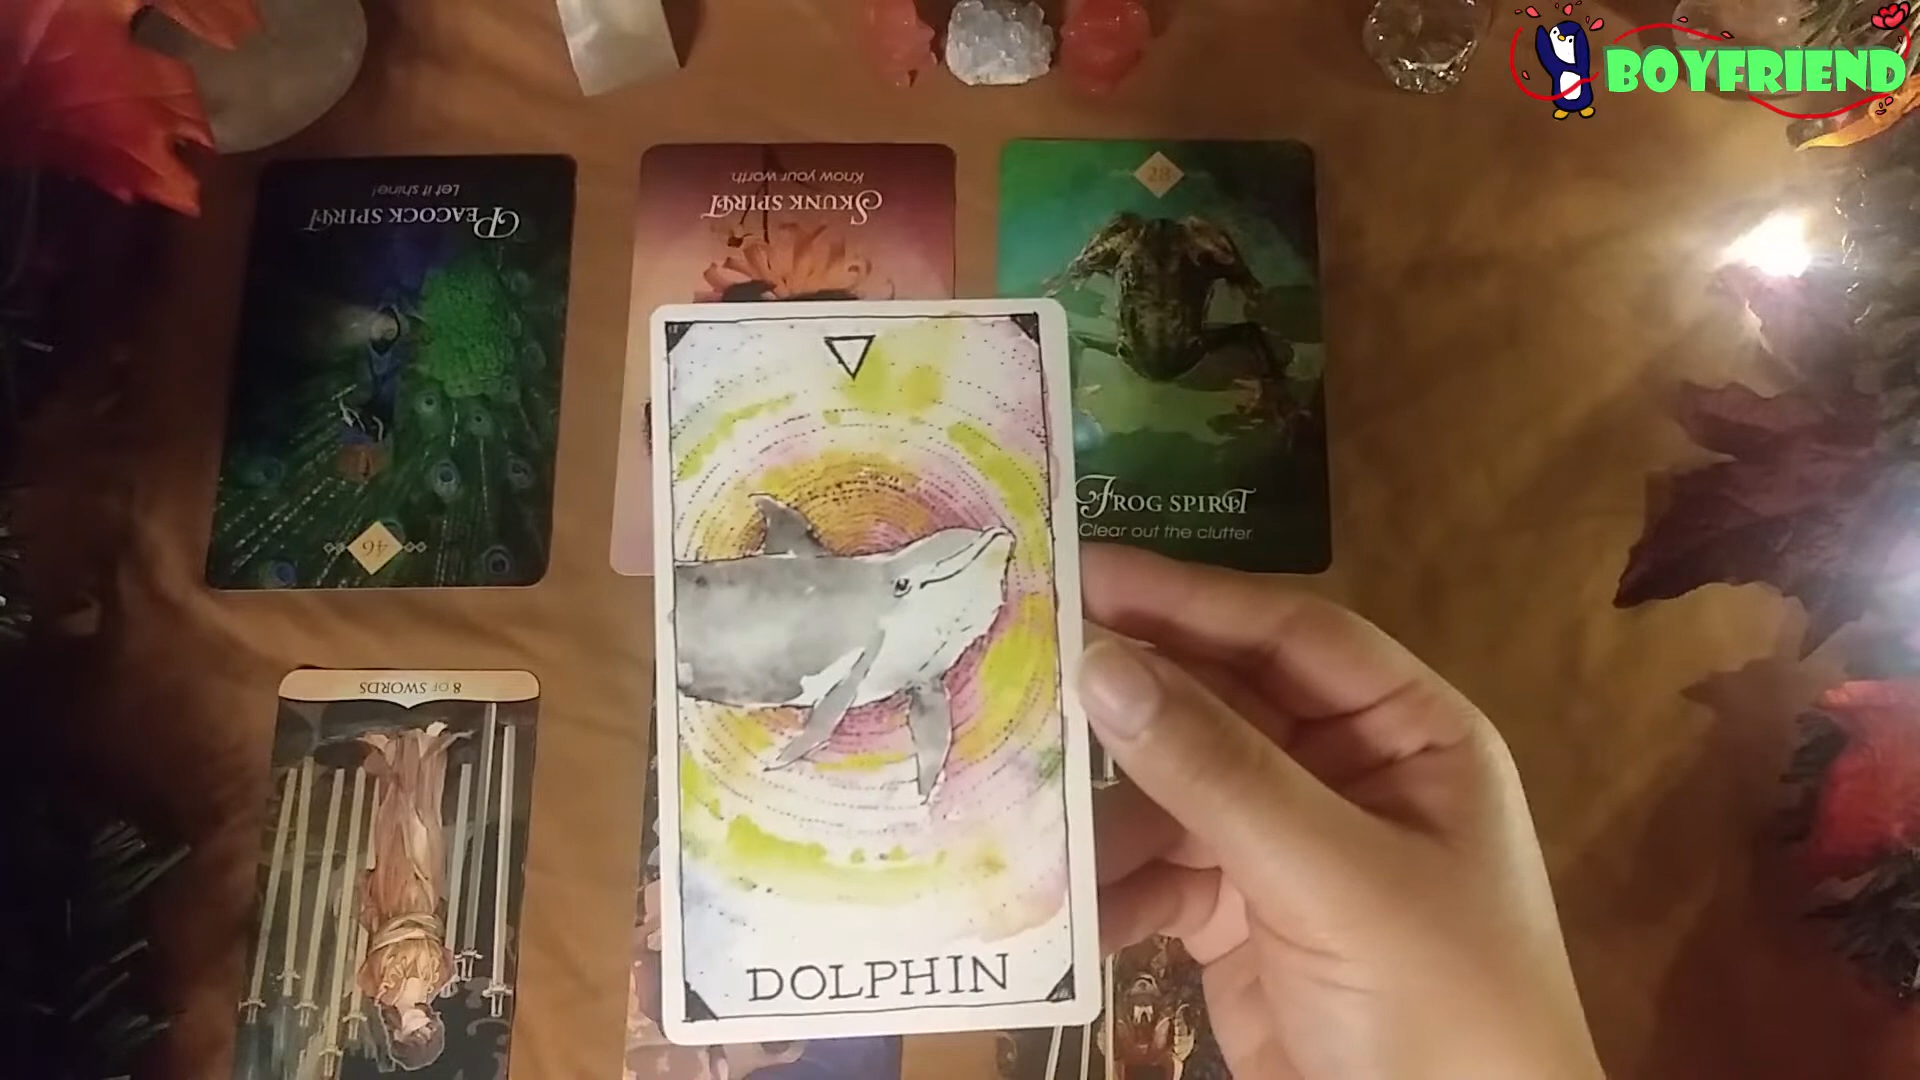 BOYFRIEND
Let it shine!
PEACOCK SPIRIT
46
Know your worth
SKUNK SPIRIT
28
FROG SPIRIT
Clear out the clutter
DOLPHIN
8 OF SWORDS